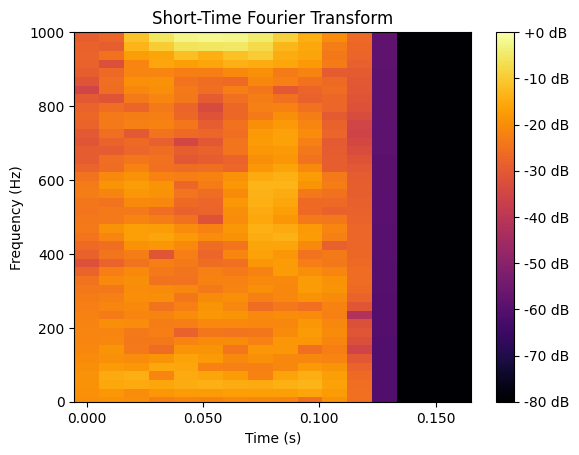 Short-Time Fourier Transform
1000
800
600
400
200
0
Frequency (Hz)
0.000
0.050
0.100
0.150
Time (s)
+0 dB
-10 dB
-20 dB
-30 dB
-40 dB
-50 dB
-60 dB
-70 dB
-80 dB